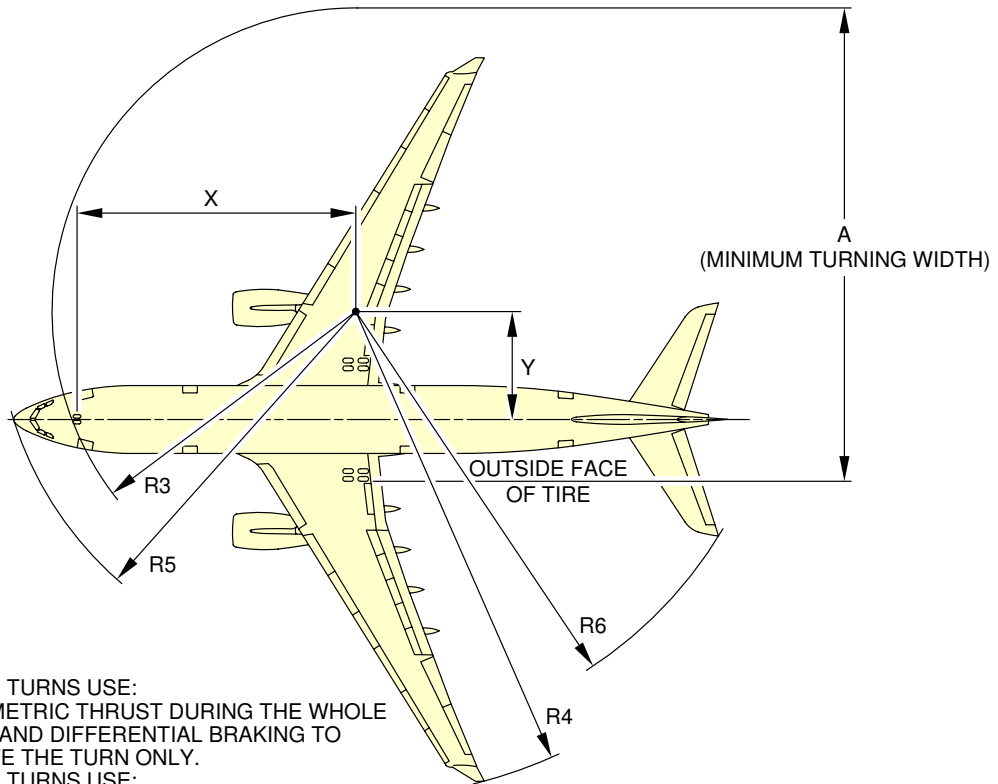 X
A
(MINIMUM TURNING WIDTH)
Y
R3
OUTSIDE FACE
OF TIRE
R5
R6
R4
TURNS USE:
METRIC THRUST DURING THE WHOLE
AND DIFFERENTIAL BRAKING TO
THE TURN ONLY.
TURNS USE: